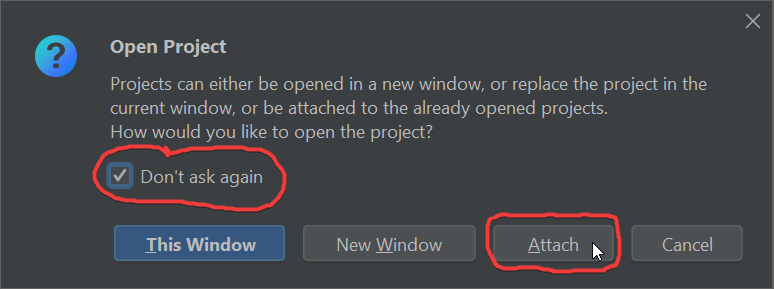 Open Project
Projects can either be opened in a new window, or replace the project in the
current window, or be attached to the already opened projects.
How would you like to open the project?
Don't ask again
This Window
New Window
Attach
Cancel